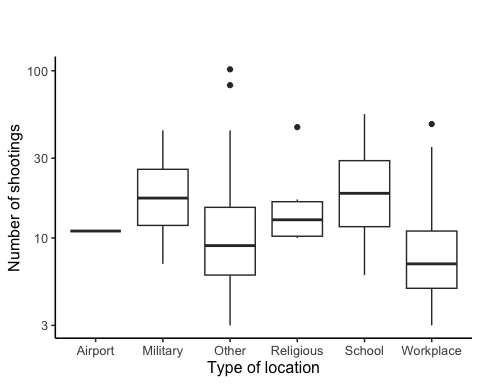 Number of shootings
100
30
10
3
Airport Military Other Religious School Workplace
Type of location